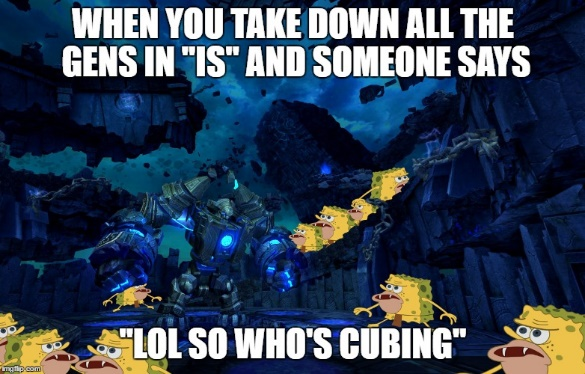 WHEN YOU TAKE DOWN ALL THE
GENS IN "IS" AND SOMEONE SAYS
"LOL SO WHO'S CUBING"
imgflip.com